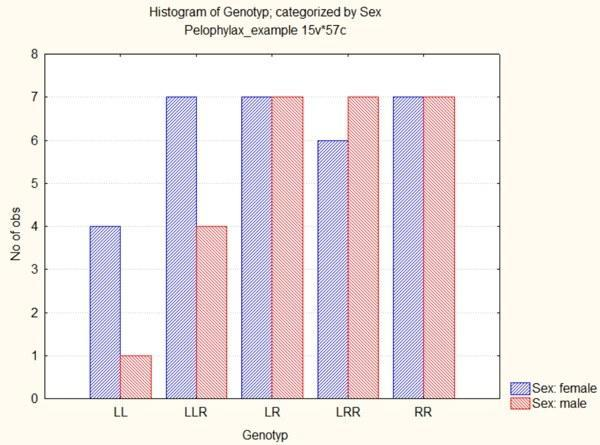 Histogram of Genotyp; categorized by Sex
Pelophylax_example 15v*57c
8
7
6
5
4
3
2
1
0
No of obs
LL LLR LR LRR RR
Genotyp
Sex: female
Sex: male